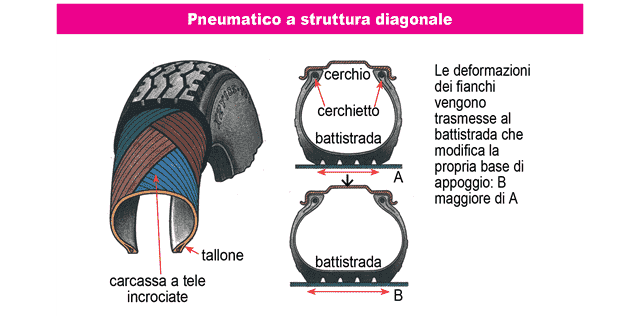 Pneumatico a struttura diagonale
cerchio
cerchietto
battistrada
A
battistrada
B
tallone
carcassa a tele
incrociate
Le deformazioni
dei fianchi
vengono
trasmesse al
battistrada che
modifica la
propria base di
appoggio: B
maggiore di A